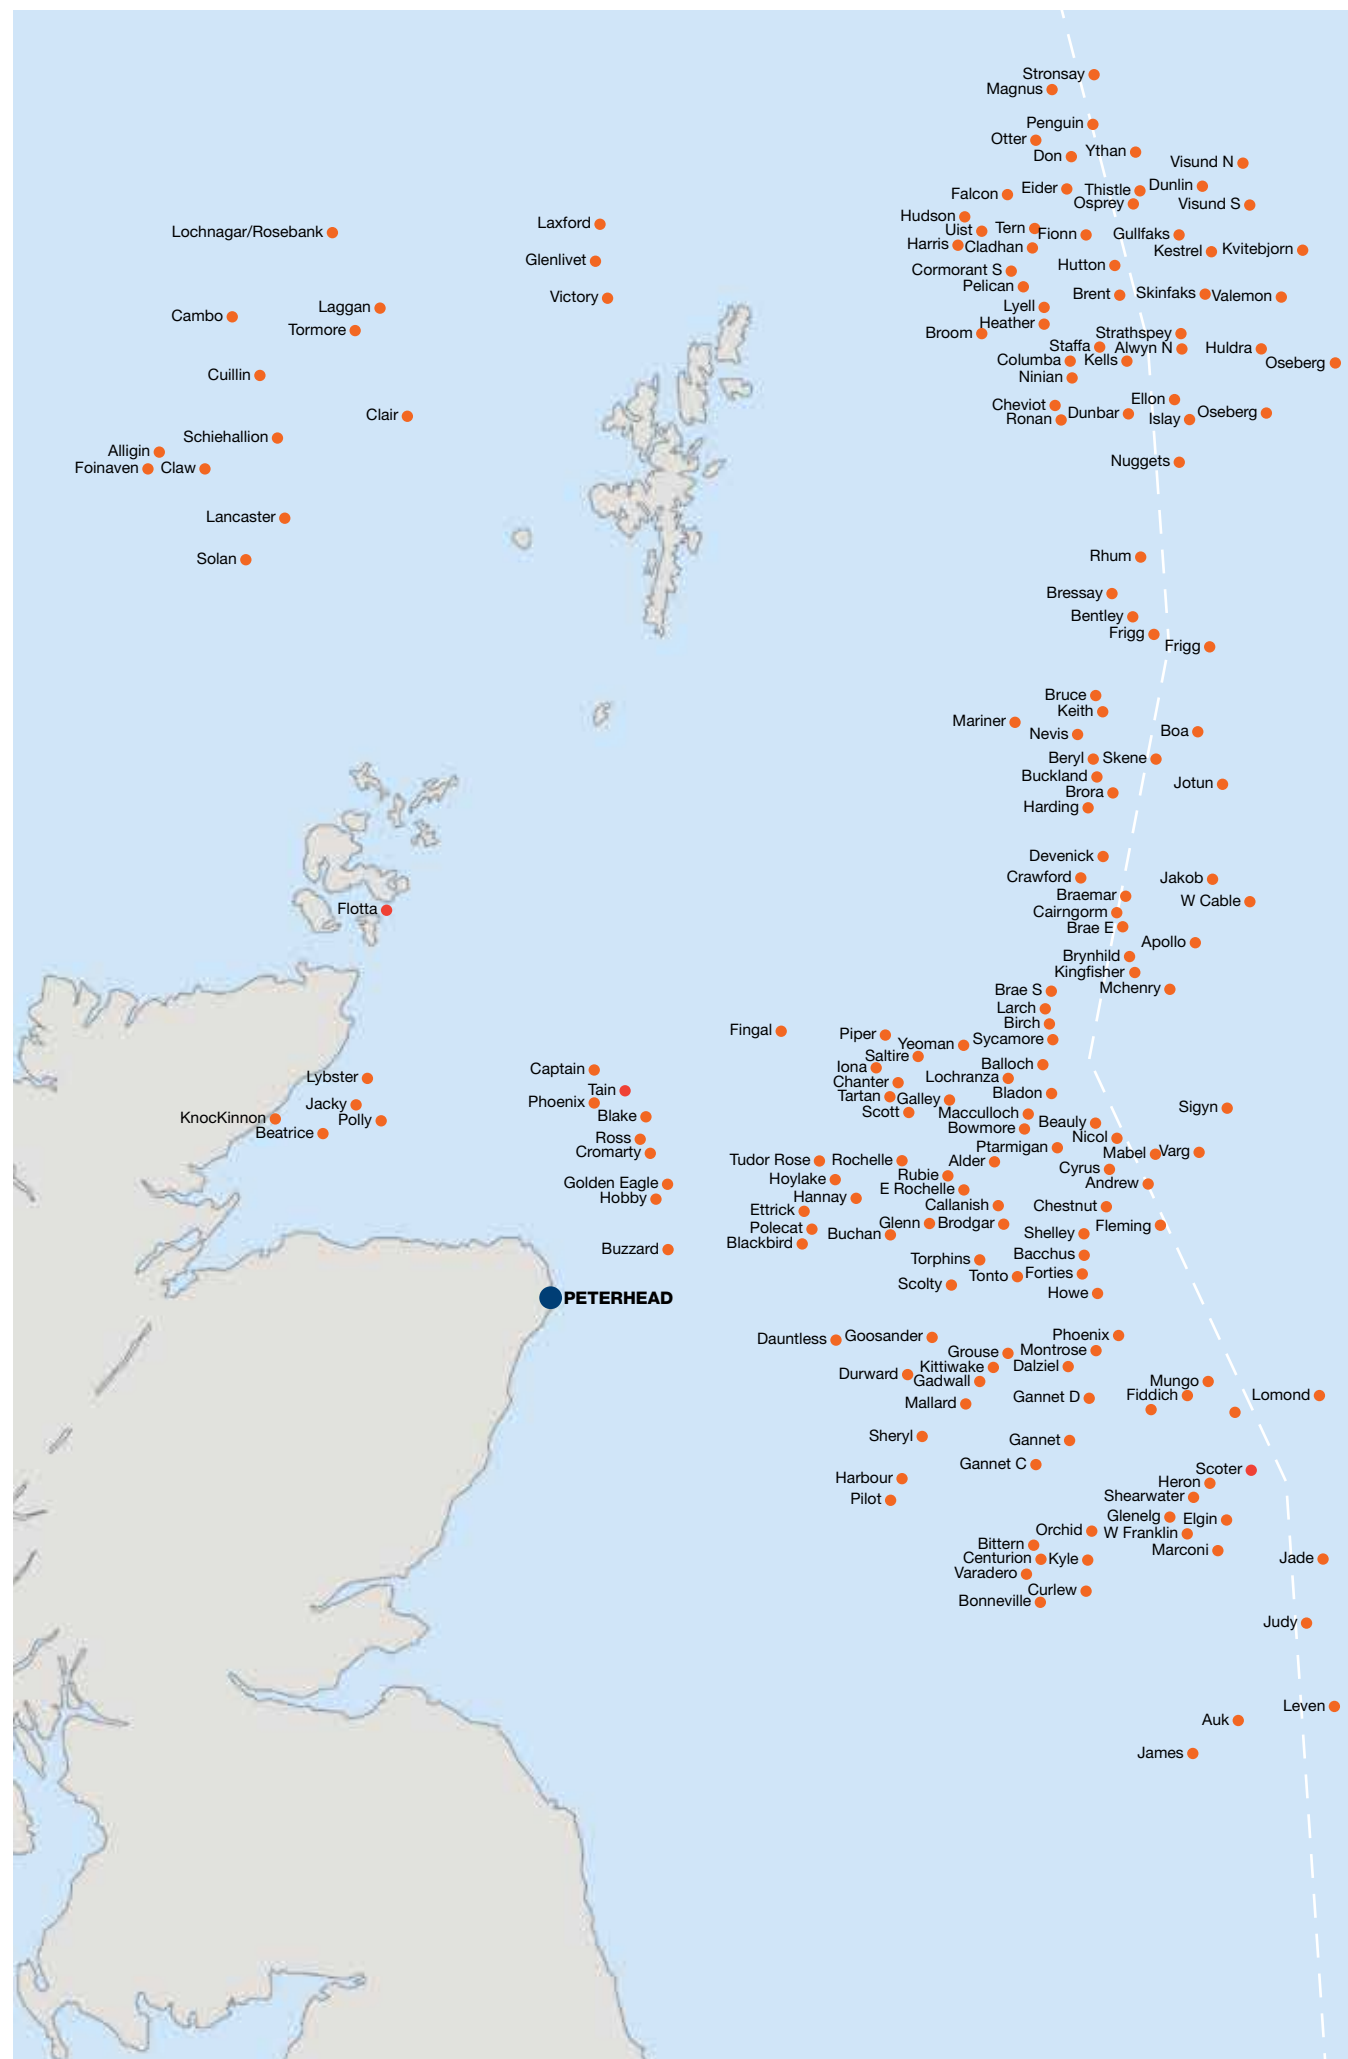 Stronsay
Magnus
Penguin
Otter
Don
Ythan
Visund N
Falcon
Eider
Thistle
Dunlin
Osprey
Visund S
Hudson
Uist
Tern
Fionn
Gullfaks
Harris
Cladhan
Kestrel
Kvitebjorn
Cormorant S
Hutton
Pelican
Brent
Skinfaks
Valemon
Lyell
Heather
Broom
Strathspey
Staffa
Alwyn N
Huldra
Columba
Kells
Oseberg
Ninian
Cheviot
Ellon
Ronan
Dunbar
Islay
Oseberg
Nuggets
Lochnagar/Rosebank
Laxford
Glenlivet
Victory
Laggan
Cambo
Tormore
Cuillin
Clair
Schiehallion
Alligin
Foinaven
Claw
Lancaster
Solan
Rhum
Bressay
Bentley
Frigg
Frigg
Bruce
Keith
Mariner
Nevis
Boa
Beryl
Skene
Buckland
Jotun
Brora
Harding
Devenick
Crawford
Jakob
Braemar
W Cable
Cairngorm
Brae E
Apollo
Brynhild
Kingfisher
Mchenry
Brae S
Larch
Birch
Sycamore
Flotta
Fingal
Piper
Yeoman
Saltire
Iona
Balloch
Chanter
Lochranza
Tartan
Galley
Bladon
Scott
Macculloch
Beauly
Sigyn
Bowmore
Nicol
Captain
Tain
Phoenix
Blake
Ross
Cromarty
Golden Eagle
Hobby
Buzzard
Lybster
Jacky
KnocKinnon
Polly
Beatrice
Ptarmigan
Mabel
Varg
Tudor Rose
Rochelle
Alder
Cyrus
Rubie
Andrew
Hoylake
E Rochelle
Hannay
Callanish
Chestnut
Ettrick
Glenn
Brodgar
Fleming
Polecat
Buchan
Shelley
Blackbird
Bacchus
Torphins
Tonto
Forties
Scolty
Howe
PETERHEAD
Dauntless
Goosander
Phoenix
Grouse
Montrose
Kittiwake
Dalziel
Durward
Gadwall
Mungo
Fiddich
Lomond
Mallard
Gannet D
Sheryl
Gannet
Gannet C
Scoter
Harbour
Heron
Pilot
Shearwater
Glenelg
Elgin
Orchid
W Franklin
Bittern
Marconi
Centurion
Kyle
Jade
Varadero
Curlew
Bonneville
Judy
Leven
Auk
James